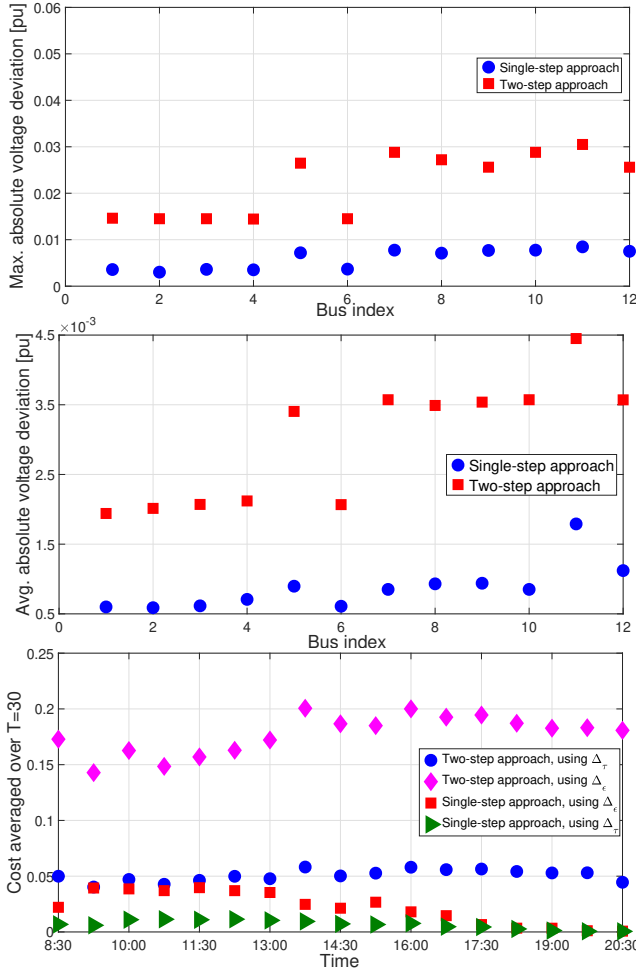 0.06
0.05
0.04
0.03
0.02
0.01
0
Max. absolute voltage deviation [pu]
Single-step approach
Two-step approach
0 2 4 6 8 10 12
Bus index
×10-3
4.5
3.5
2.5
1.5
0.5
Avg. absolute voltage deviation [pu]
Single-step approach
Two-step approach
0 2 4 6 8 10 12
Bus index
0.25
0.2
0.15
0.1
0.05
0
Cost averaged over T=30
Two-step approach, using Δτ
Two-step approach, using Δϵ
Single-step approach, using Δϵ
Single-step approach, using Δτ
8:30 10:00 11:30 13:00 14:30 16:00 17:30 19:00 20:30
Time